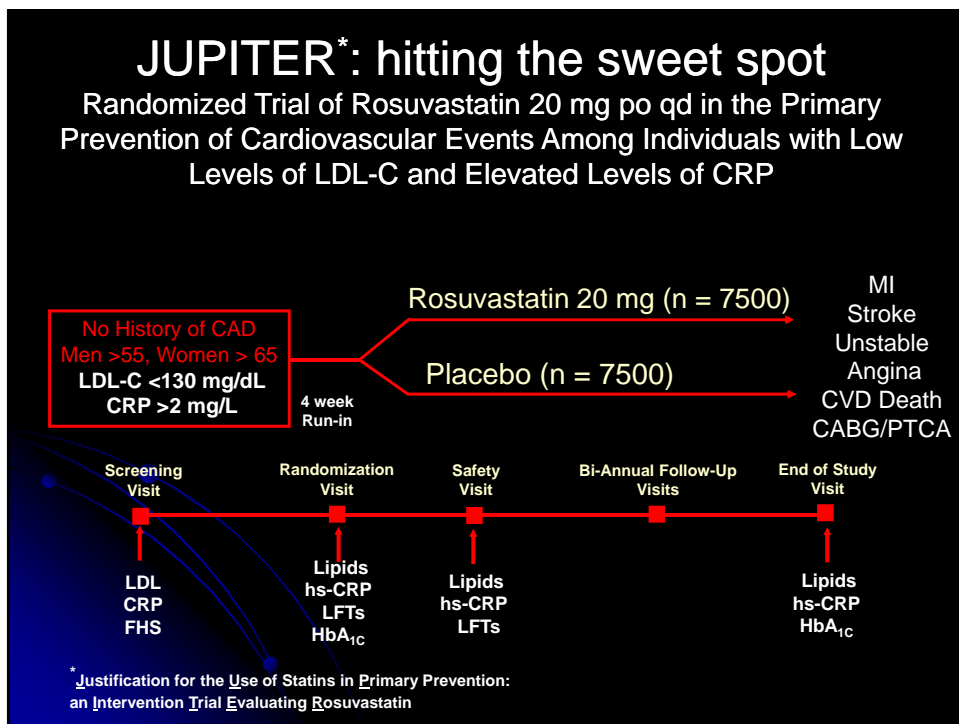 JUPITER*: hitting the sweet spot
Randomized Trial of Rosuvastatin 20 mg po qd in the Primary
Prevention of Cardiovascular Events Among Individuals with Low
Levels of LDL-C and Elevated Levels of CRP
No History of CAD
Men >55, Women > 65
LDL-C <130 mg/dL
CRP >2 mg/L
4 week
Run-in
Rosuvastatin 20 mg (n = 7500)
Placebo (n = 7500)
MI
Stroke
Unstable
Angina
CVD Death
CABG/PTCA
Screening
Visit
Randomization
Visit
Safety
Visit
Bi-Annual Follow-Up
Visits
End of Study
Visit
LDL
CRP
FHS
Lipids
hs-CRP
LFTs
HbA1C
Lipids
hs-CRP
LFTs
Lipids
hs-CRP
HbA1C
*Justification for the Use of Statins in Primary Prevention:
an Intervention Trial Evaluating Rosuvastatin